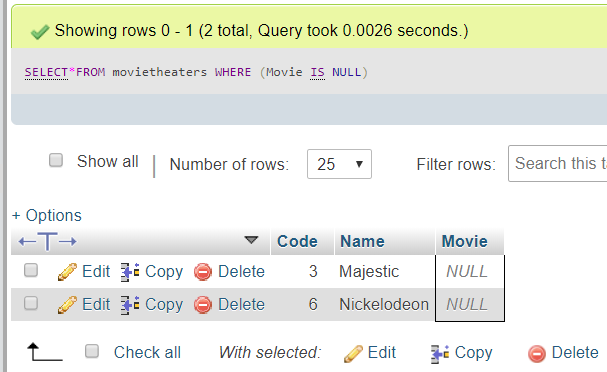 Showing rows 0 - 1 (2 total, Query took 0.0026 seconds.)
SELECT*FROM movietheaters WHERE (Movie IS NULL)
Show all | Number of rows: 25 Filter rows: Search this t
+ Options
←T→ Code Name Movie
Edit Copy Delete 3 Majestic NULL
Edit Copy Delete 6 Nickelodeon NULL
Check all With selected: Edit Copy Delete